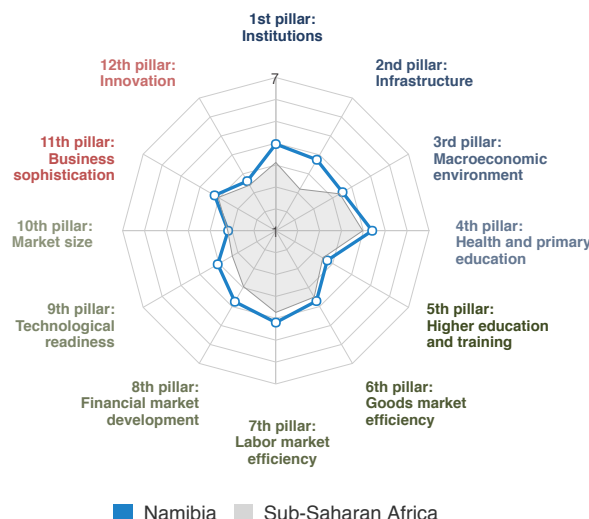 1st pillar:
Institutions
2nd pillar:
Infrastructure
3rd pillar:
Macroeconomic
environment
4th pillar:
Health and primary
education
5th pillar:
Higher education
and training
6th pillar:
Goods market
efficiency
7th pillar:
Labor market
efficiency
8th pillar:
Financial market
development
9th pillar:
Technological
readiness
10th pillar:
Market size
11th pillar:
Business
sophistication
12th pillar:
Innovation
7
1
Namibia Sub-Saharan Africa